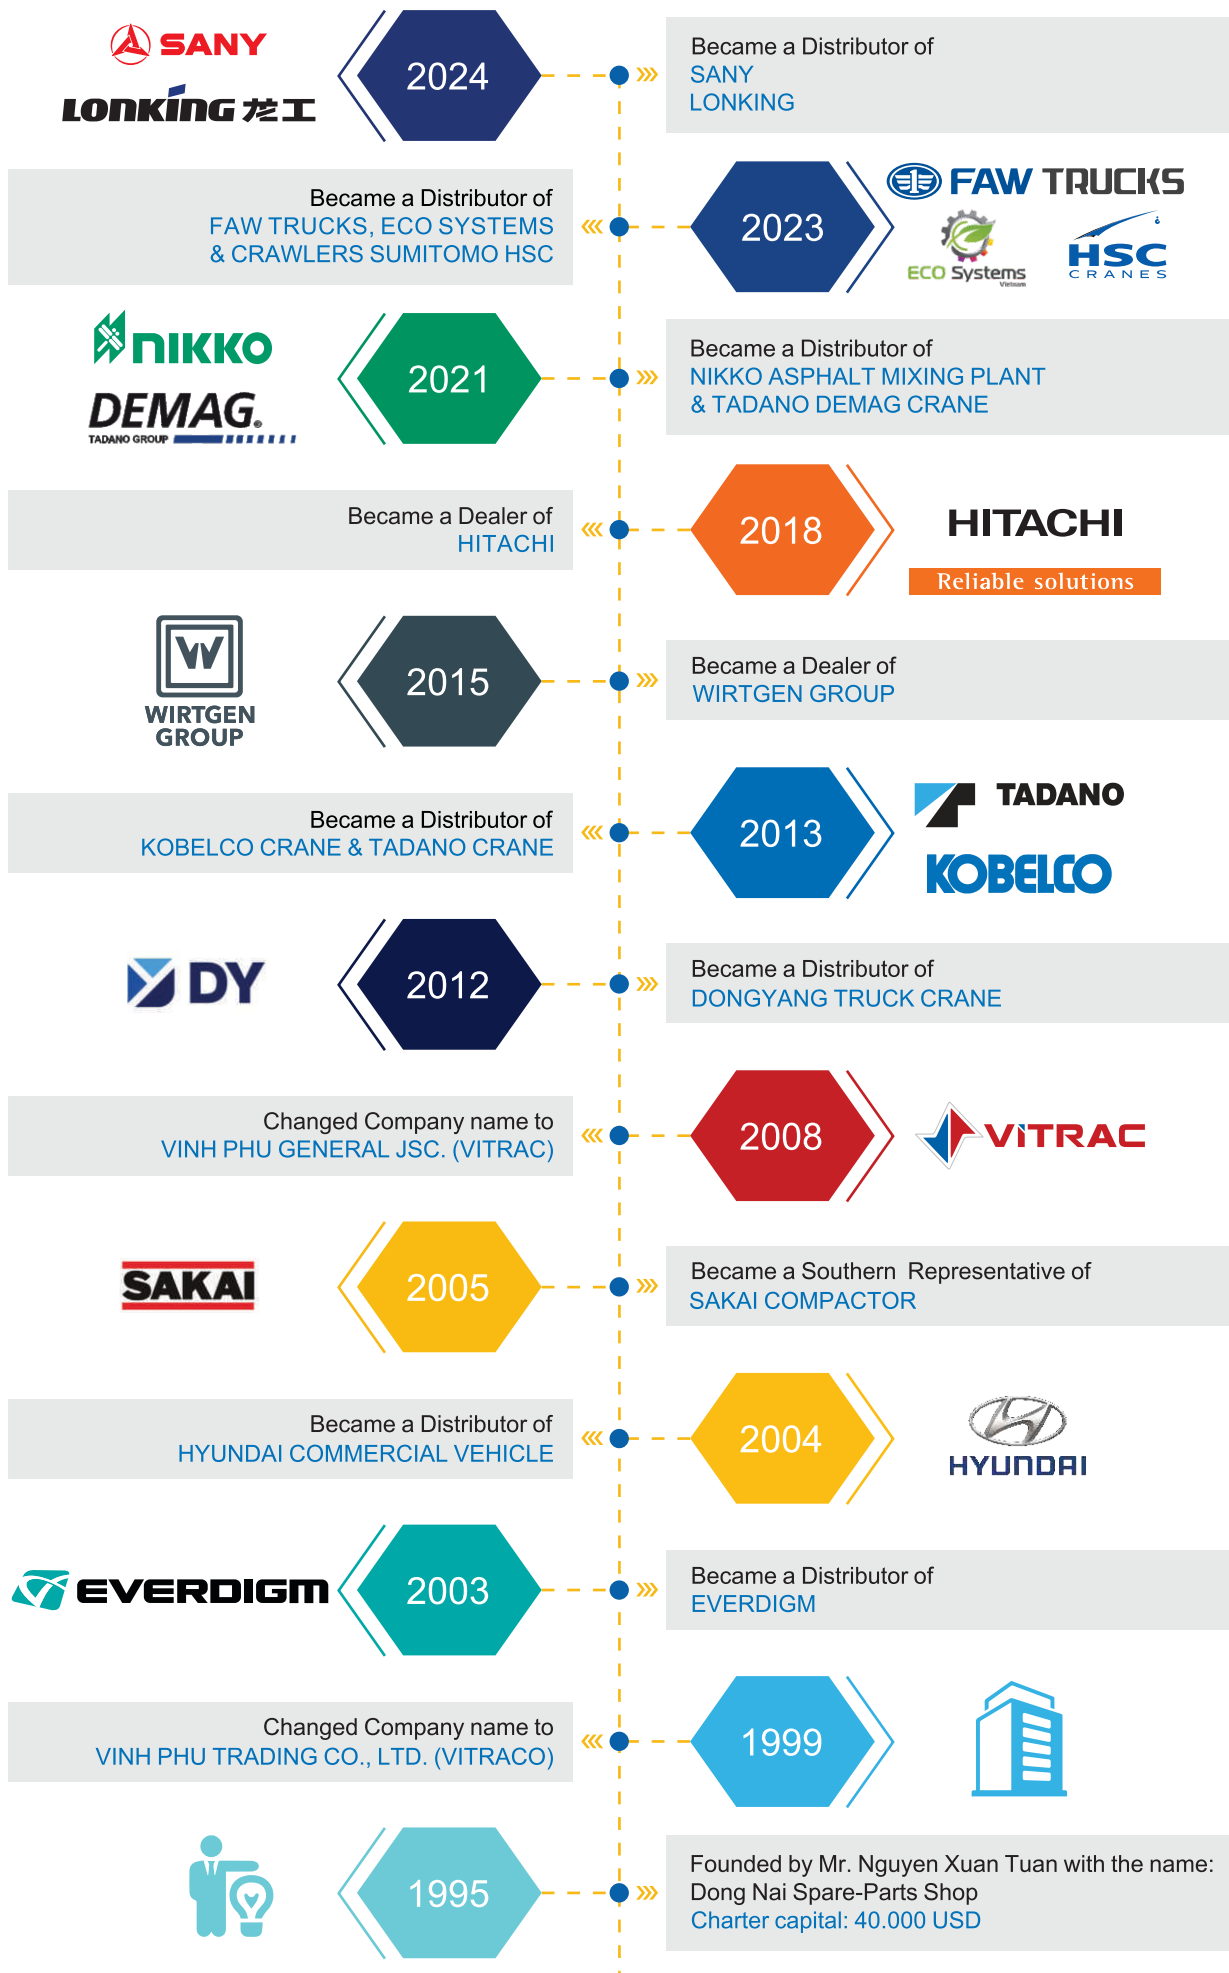 SANY
LONKING 龙工
2024
Became a Distributor of
SANY
LONKING
Became a Distributor of
FAW TRUCKS, ECO SYSTEMS
& CRAWLERS SUMITOMO HSC
2023
FAW TRUCKS
ECO Systems
Vietnam
HSC
CRANES
NIKKO
DEMAG
TADANO GROUP
2021
Became a Distributor of
NIKKO ASPHALT MIXING PLANT
& TADANO DEMAG CRANE
Became a Dealer of
HITACHI
2018
HITACHI
Reliable solutions
WIRTGEN
GROUP
2015
Became a Dealer of
WIRTGEN GROUP
Became a Distributor of
KOBELCO CRANE & TADANO CRANE
2013
TADANO
KOBELCO
DY
2012
Became a Distributor of
DONGYANG TRUCK CRANE
Changed Company name to
VINH PHU GENERAL JSC. (VITRAC)
2008
VITRAC
SAKAI
2005
Became a Southern Representative of
SAKAI COMPACTOR
Became a Distributor of
HYUNDAI COMMERCIAL VEHICLE
2004
HYUNDAI
EVERDIGM
2003
Became a Distributor of
EVERDIGM
Changed Company name to
VINH PHU TRADING CO., LTD. (VITRACO)
1999
1995
Founded by Mr. Nguyen Xuan Tuan with the name:
Dong Nai Spare-Parts Shop
Charter capital: 40.000 USD